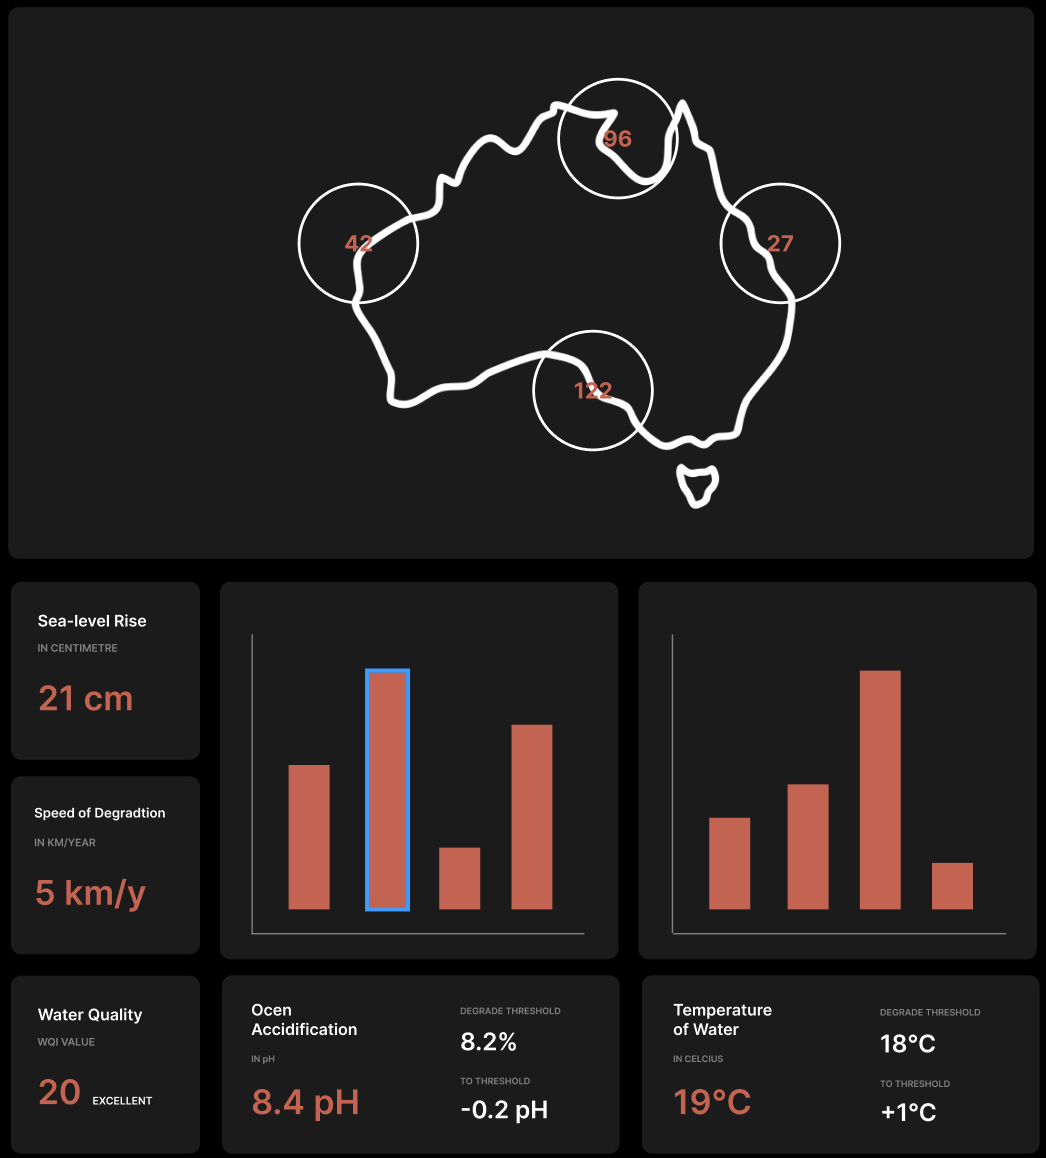 96
42
27
122
Sea-level Rise
IN CENTIMETRE
21 cm
Speed of Degradtion
IN KM/YEAR
5 km/y
Water Quality
WQI VALUE
20 EXCELLENT
Ocen
Accidification
IN pH
8.4 pH
DEGRADE THRESHOLD
8.2%
TO THRESHOLD
-0.2 pH
Temperature
of Water
IN CELCIUS
19°C
DEGRADE THRESHOLD
18°C
TO THRESHOLD
+1°C